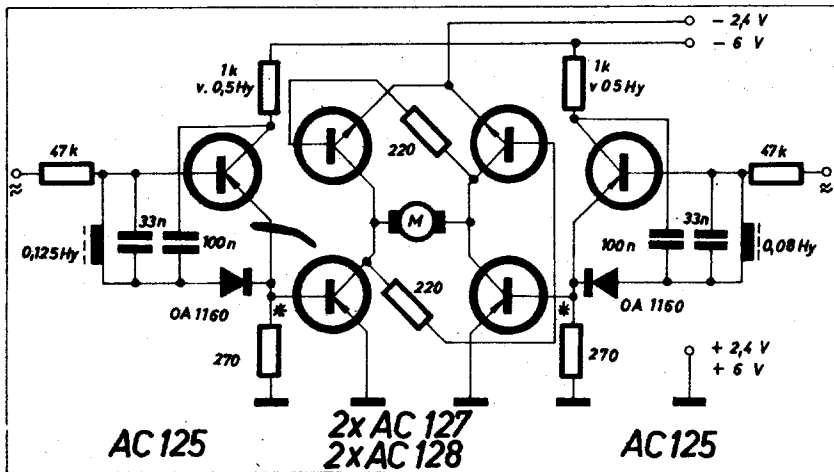 − 2,4 V
− 6 V
1k
v. 0,5 Hy
1k
v 05 Hy
220
47k
47k
≈
≈
M
33n
33n
100n
100n
0,125 Hy
0,08 Hy
220
OA 1160
OA 1160
*
*
270
270
+ 2,4 V
+ 6 V
AC 125
2x AC 127
2x AC 128
AC 125